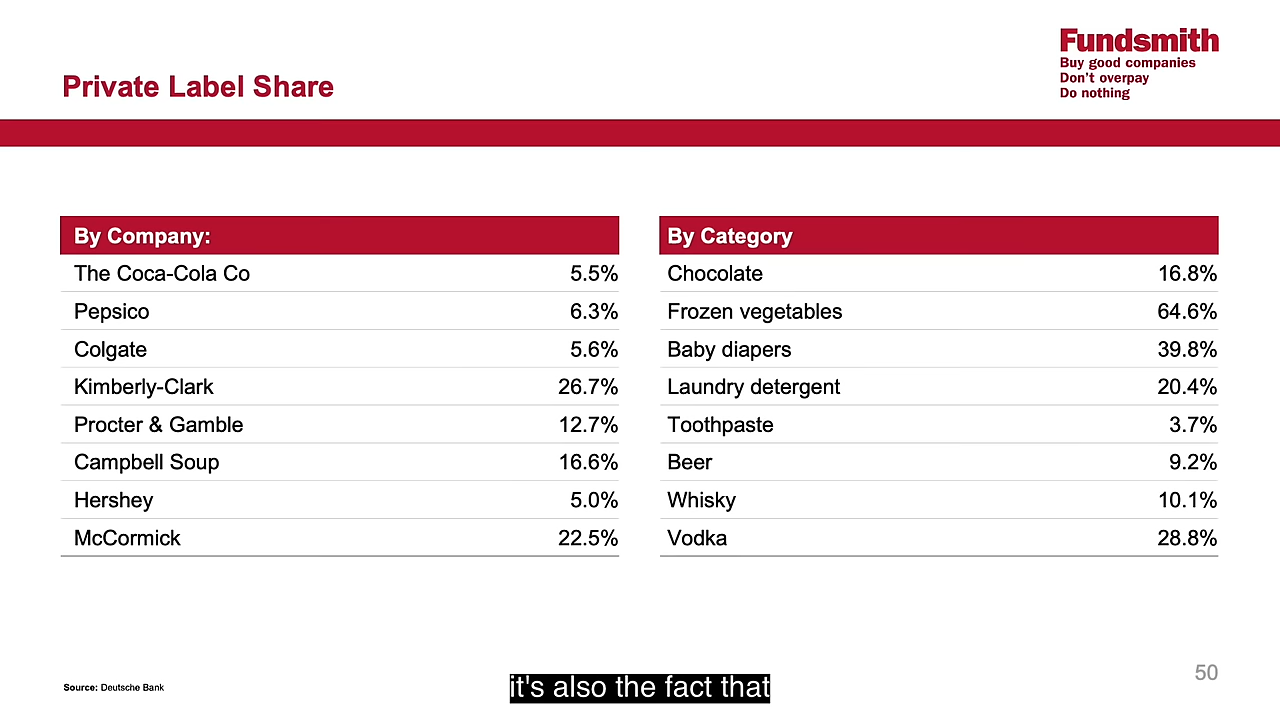 Fundsmith
Buy good companies
Don't overpay
Do nothing
Private Label Share
By Company:
The Coca-Cola Co 5.5%
Pepsico 6.3%
Colgate 5.6%
Kimberly-Clark 26.7%
Procter & Gamble 12.7%
Campbell Soup 16.6%
Hershey 5.0%
McCormick 22.5%
By Category
Chocolate 16.8%
Frozen vegetables 64.6%
Baby diapers 39.8%
Laundry detergent 20.4%
Toothpaste 3.7%
Beer 9.2%
Whisky 10.1%
Vodka 28.8%
Source: Deutsche Bank
it's also the fact that
50